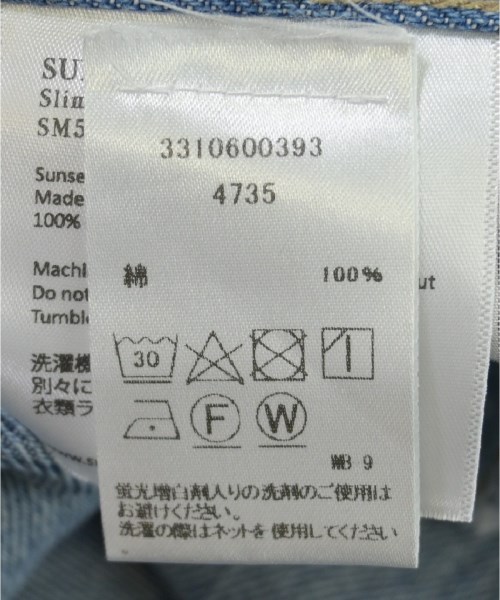 SU
Slim
SM5
3310600393
4735
Sunse
Made
100%
綿 100%
Machi
ut
Do not
Tumble
洗濯機
別々に
衣類ラ
30
F W
WB 9
蛍光増白剤入りの洗剤のご使用は
お避けください。
洗濯の際はネットを使用してください
。